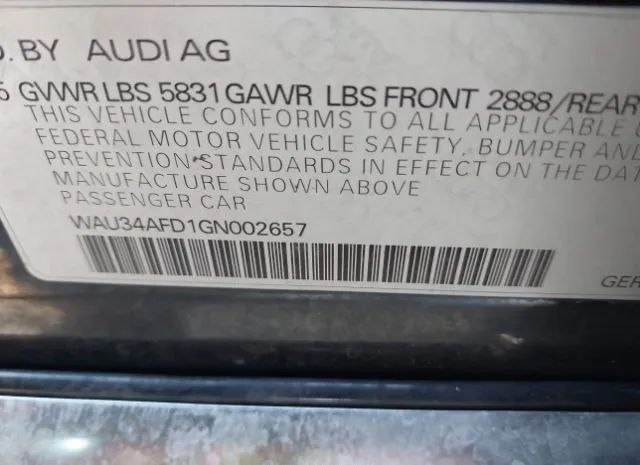 . BY AUDI AG
GVWR LBS 5831 GAWR LBS FRONT 2888/REAR
THIS VEHICLE CONFORMS TO ALL APPLICABLE
FEDERAL MOTOR VEHICLE SAFETY, BUMPER AND
PREVENTION STANDARDS IN EFFECT ON THE DAT
MANUFACTURE SHOWN ABOVE
PASSENGER CAR
WAU34AFD1GN002657
GER